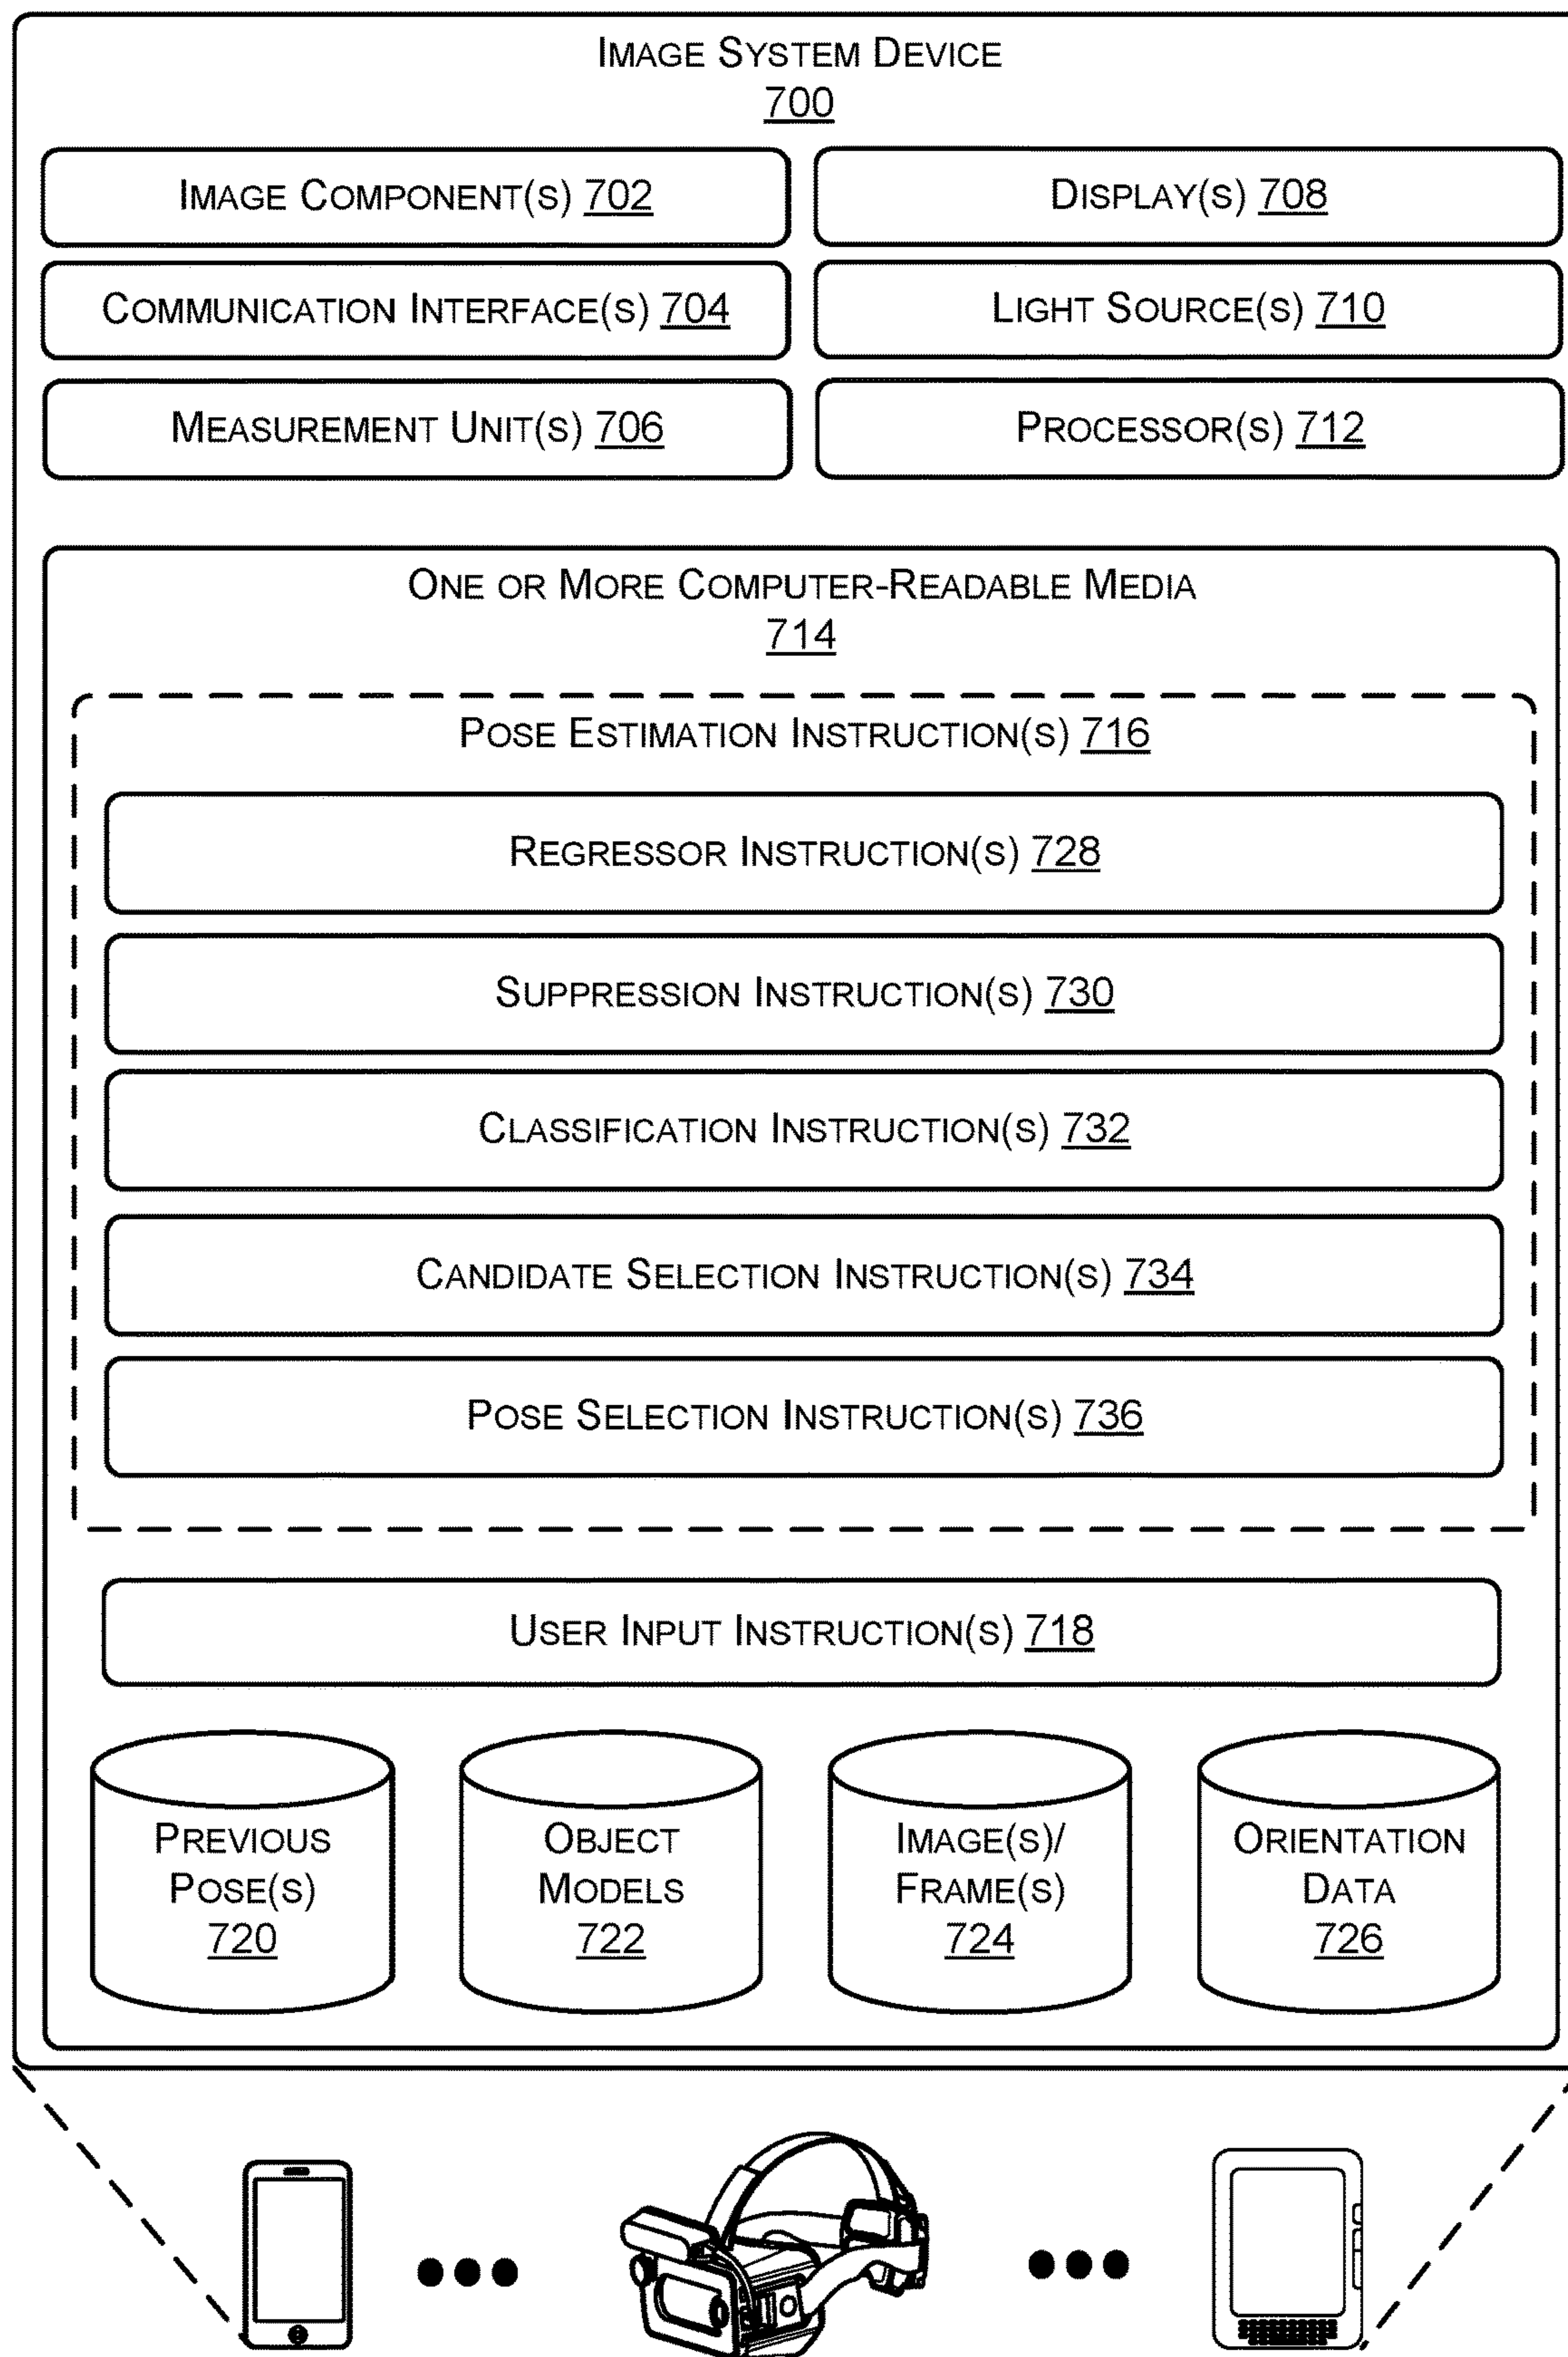 IMAGE SYSTEM DEVICE
700
IMAGE COMPONENT(S) 702
DISPLAY(S) 708
COMMUNICATION INTERFACE(S) 704
LIGHT SOURCE(S) 710
MEASUREMENT UNIT(S) 706
PROCESSOR(S) 712
ONE OR MORE COMPUTER-READABLE MEDIA
714
POSE ESTIMATION INSTRUCTION(S) 716
REGRESSOR INSTRUCTION(S) 728
SUPPRESSION INSTRUCTION(S) 730
CLASSIFICATION INSTRUCTION(S) 732
CANDIDATE SELECTION INSTRUCTION(S) 734
POSE SELECTION INSTRUCTION(S) 736
USER INPUT INSTRUCTION(S) 718
PREVIOUS
POSE(S)
720
OBJECT
MODELS
722
IMAGE(S)/
FRAME(S)
724
ORIENTATION
DATA
726